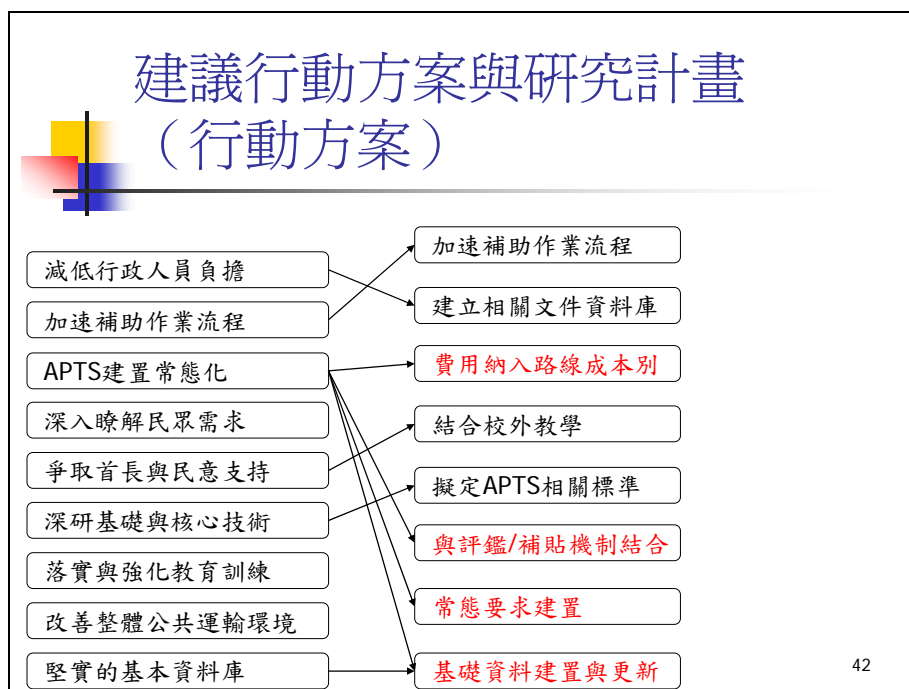 建議行動方案與研究計畫
（行動方案）
減低行政人員負擔
加速補助作業流程
APTS建置常態化
深入瞭解民眾需求
爭取首長與民意支持
深研基礎與核心技術
落實與強化教育訓練
改善整體公共運輸環境
堅實的基本資料庫
加速補助作業流程
建立相關文件資料庫
費用納入路線成本別
結合校外教學
擬定APTS相關標準
與評鑑/補貼機制結合
常態要求建置
基礎資料建置與更新
42